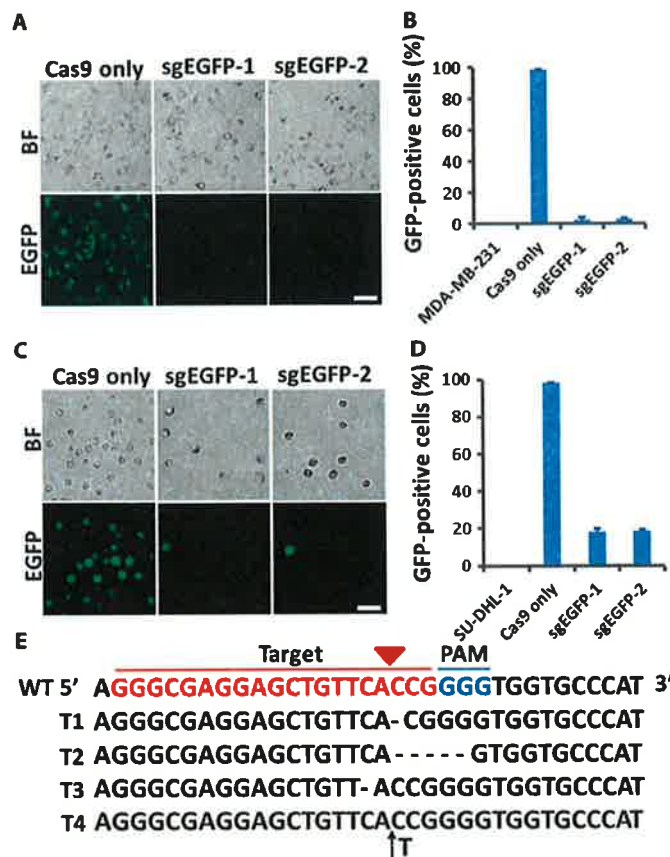 A
Cas9 only sgEGFP-1 sgEGFP-2
BF
EGFP
B
GFP-positive cells (%)
100
80
60
40
20
0
MDA-MB-231
Cas9 only
sgEGFP-1
sgEGFP-2
C
Cas9 only sgEGFP-1 sgEGFP-2
BF
EGFP
D
GFP-positive cells (%)
100
80
60
40
20
0
SU-DHL-1
Cas9 only
sgEGFP-1
sgEGFP-2
E
Target PAM
WT 5′ AGGGCGAGGAGCTGTTCACCGGGGTGGTGCCCAT 3′
T1 AGGGCGAGGAGCTGTTCA-CGGGGTGGTGCCCAT
T2 AGGGCGAGGAGCTGTTCA------GTGGTGCCCAT
T3 AGGGCGAGGAGCTGTT-ACCGGGGTGGTGCCCAT
T4 AGGGCGAGGAGCTGTTCACCGGGGTGGTGCCCAT
↑T